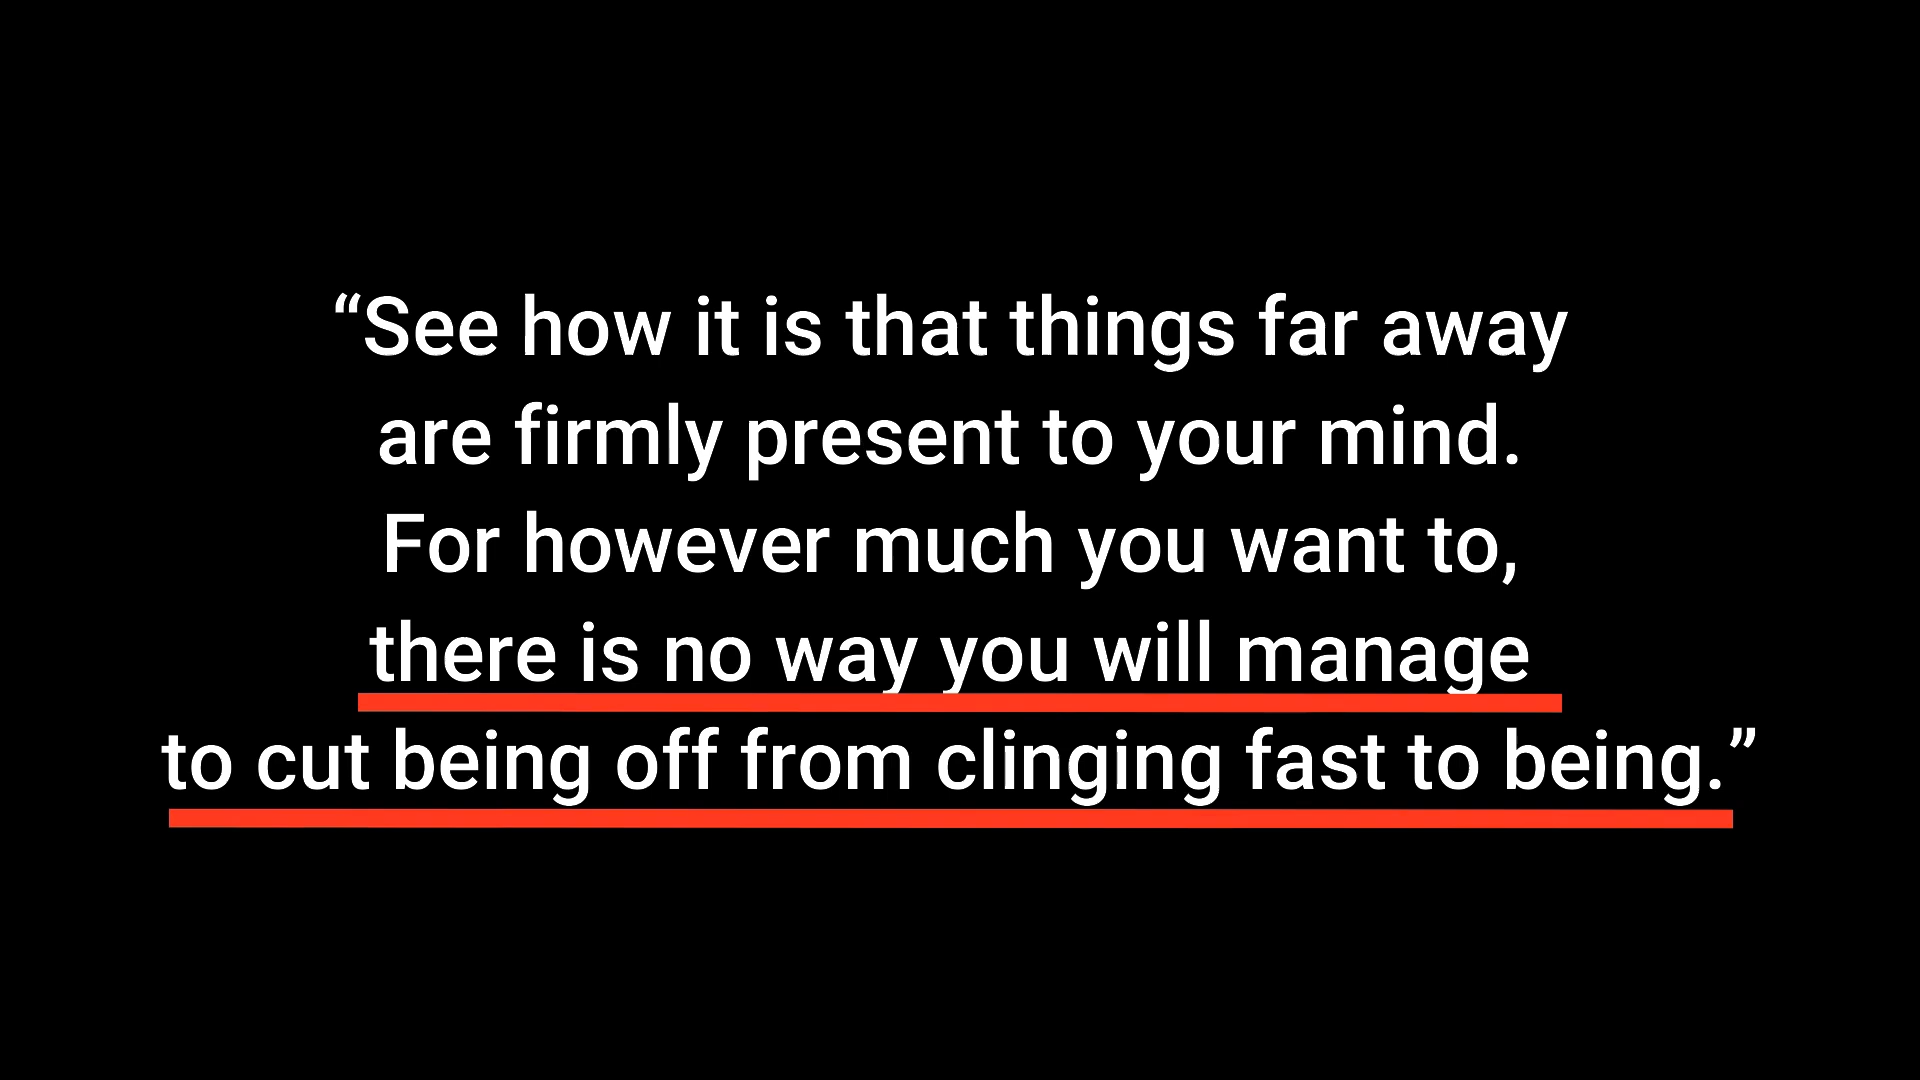 “See how it is that things far away
are firmly present to your mind.
For however much you want to,
there is no way you will manage
to cut being off from clinging fast to being.”